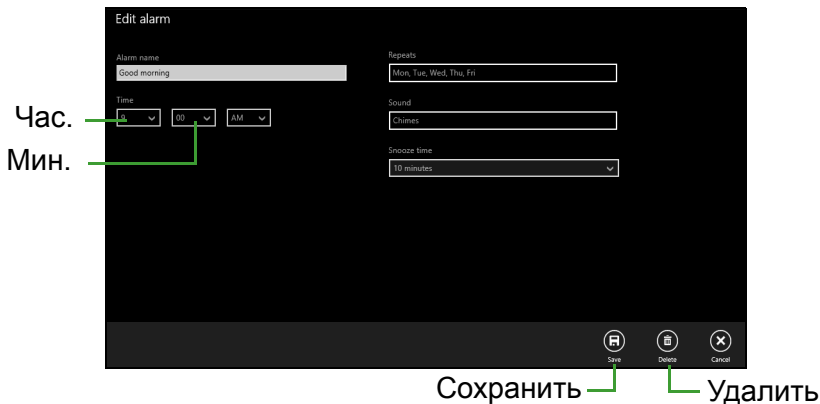 Edit alarm
Alarm name
Good morning
Time
9 00 AM
Repeats
Mon, Tue, Wed, Thu, Fri
Sound
Chimes
Snooze time
10 minutes
Час.
Мин.
Save Delete Cancel
Сохранить Удалить